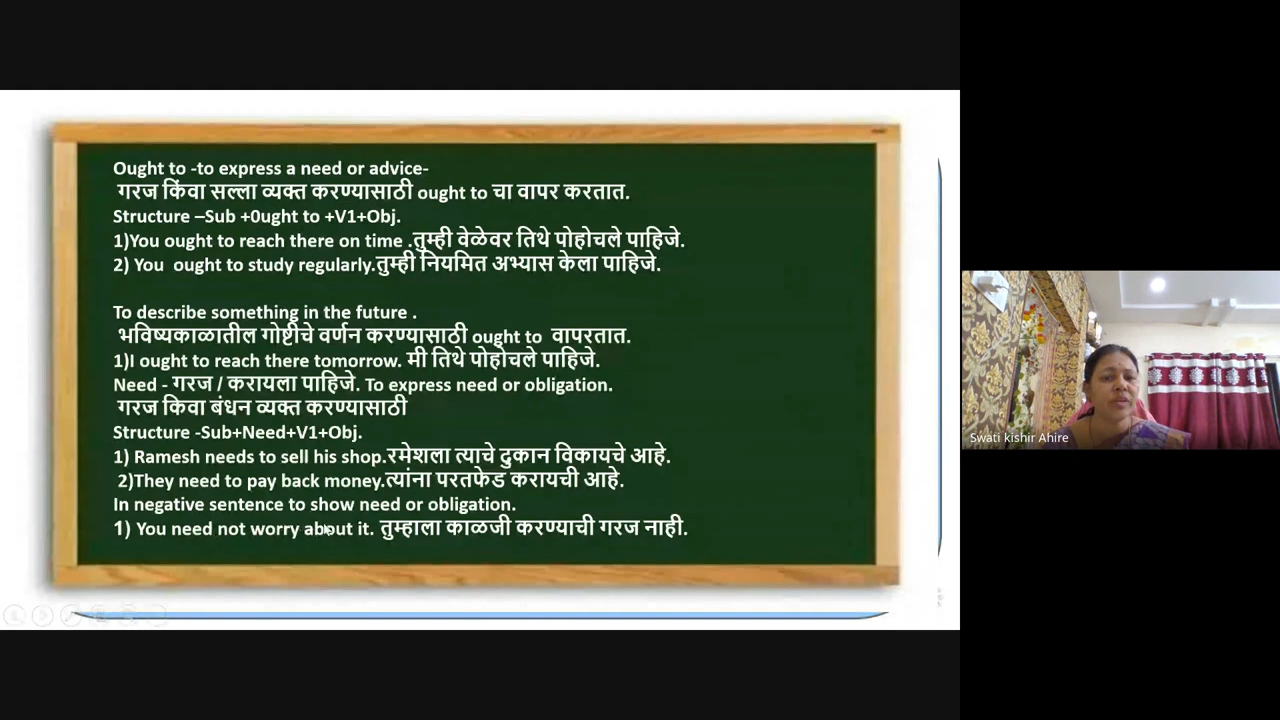 Ought to -to express a need or advice-
गरज किंवा सल्ला व्यक्त करण्यासाठी ought to चा वापर करतात.
Structure –Sub +0ught to +V1+Obj.
1)You ought to reach there on time .तुम्ही वेळेवर तिथे पोहोचले पाहिजे.
2) You ought to study regularly.तुम्ही नियमित अभ्यास केला पाहिजे.
To describe something in the future .
भविष्यकाळातील गोष्टीचे वर्णन करण्यासाठी ought to वापरतात.
1)I ought to reach there tomorrow. मी तिथे पोहोचले पाहिजे.
Need - गरज / करायला पाहिजे. To express need or obligation.
गरज किवा बंधन व्यक्त करण्यासाठी
Structure -Sub+Need+V1+Obj.
1) Ramesh needs to sell his shop.रमेशला त्याचे दुकान विकायचे आहे.
2)They need to pay back money.त्यांना परतफेड करायची आहे.
In negative sentence to show need or obligation.
1) You need not worry about it. तुम्हाला काळजी करण्याची गरज नाही.
Swati kishir Ahire